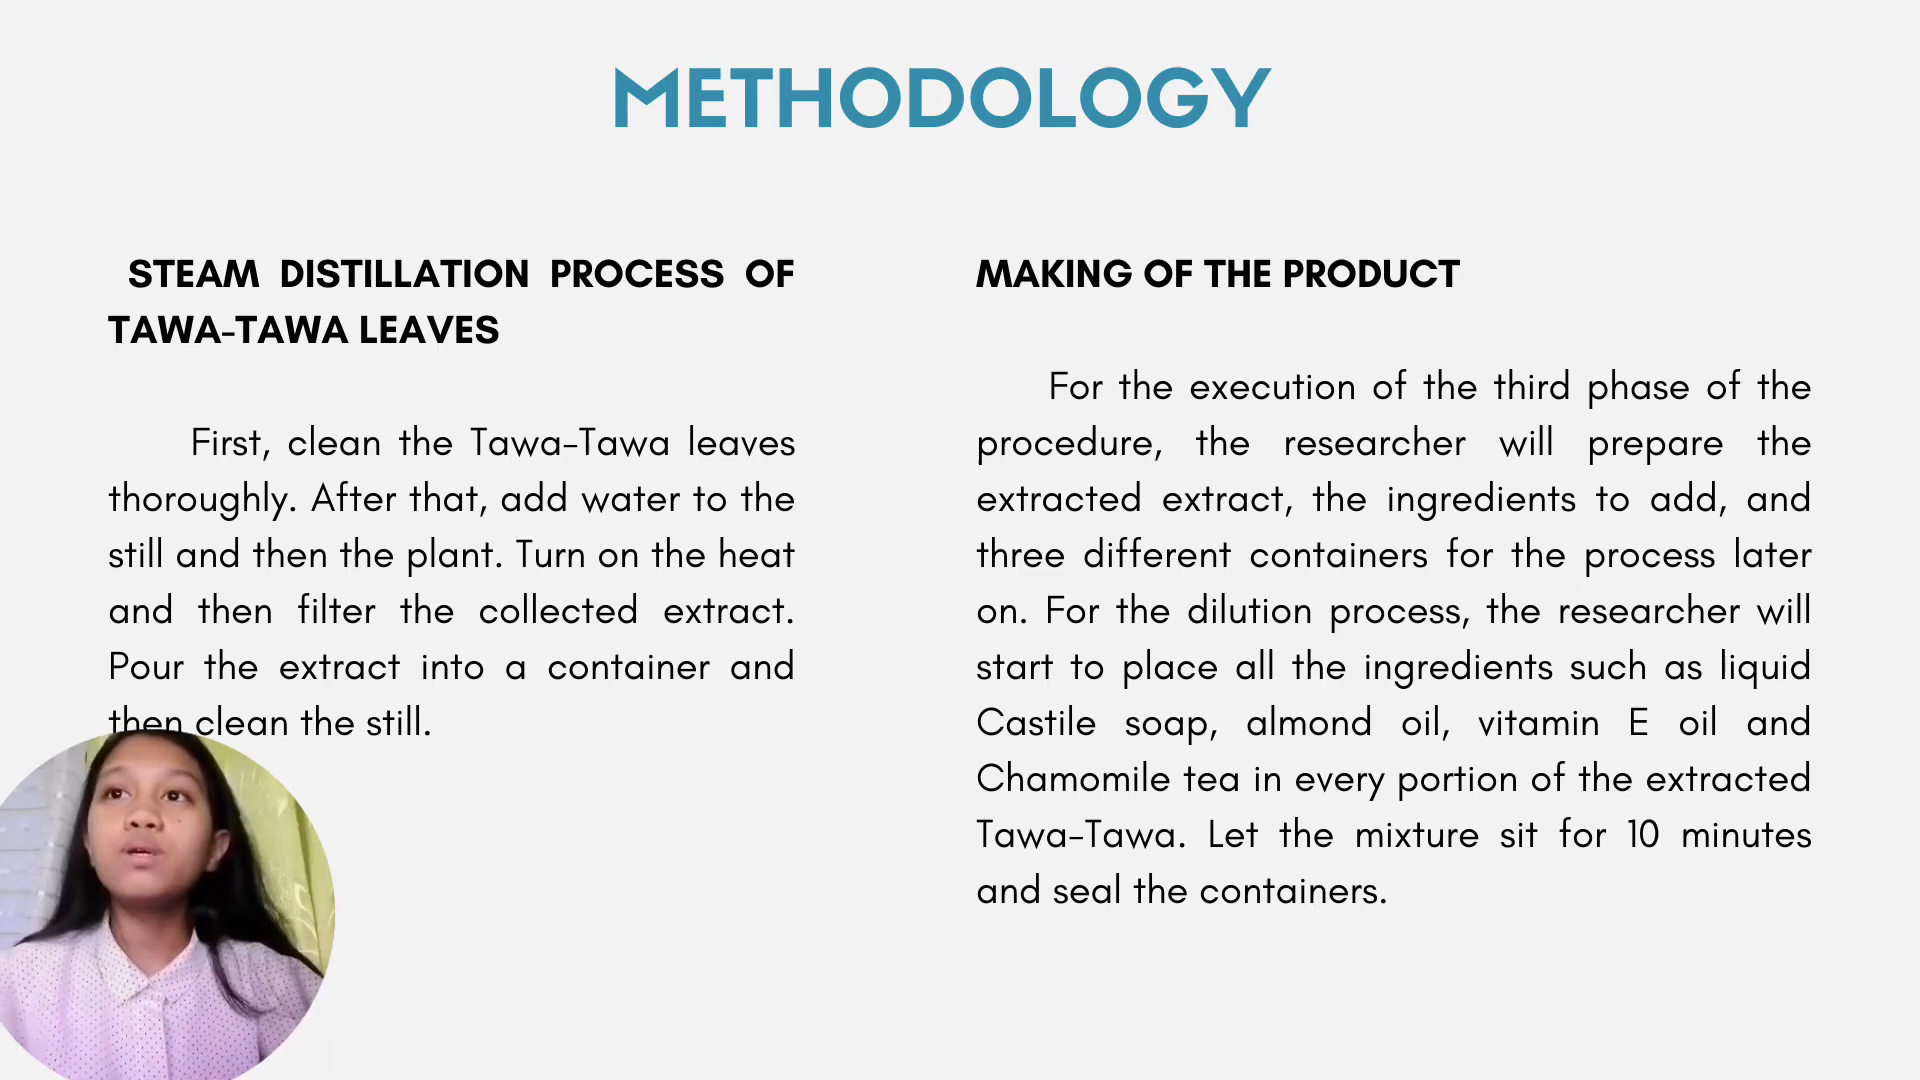 METHODOLOGY
STEAM DISTILLATION PROCESS OF
TAWA-TAWA LEAVES
First, clean the Tawa-Tawa leaves
thoroughly. After that, add water to the
still and then the plant. Turn on the heat
and then filter the collected extract.
Pour the extract into a container and
then clean the still.
MAKING OF THE PRODUCT
For the execution of the third phase of the
procedure, the researcher will prepare the
extracted extract, the ingredients to add, and
three different containers for the process later
on. For the dilution process, the researcher will
start to place all the ingredients such as liquid
Castile soap, almond oil, vitamin E oil and
Chamomile tea in every portion of the extracted
Tawa-Tawa. Let the mixture sit for 10 minutes
and seal the containers.